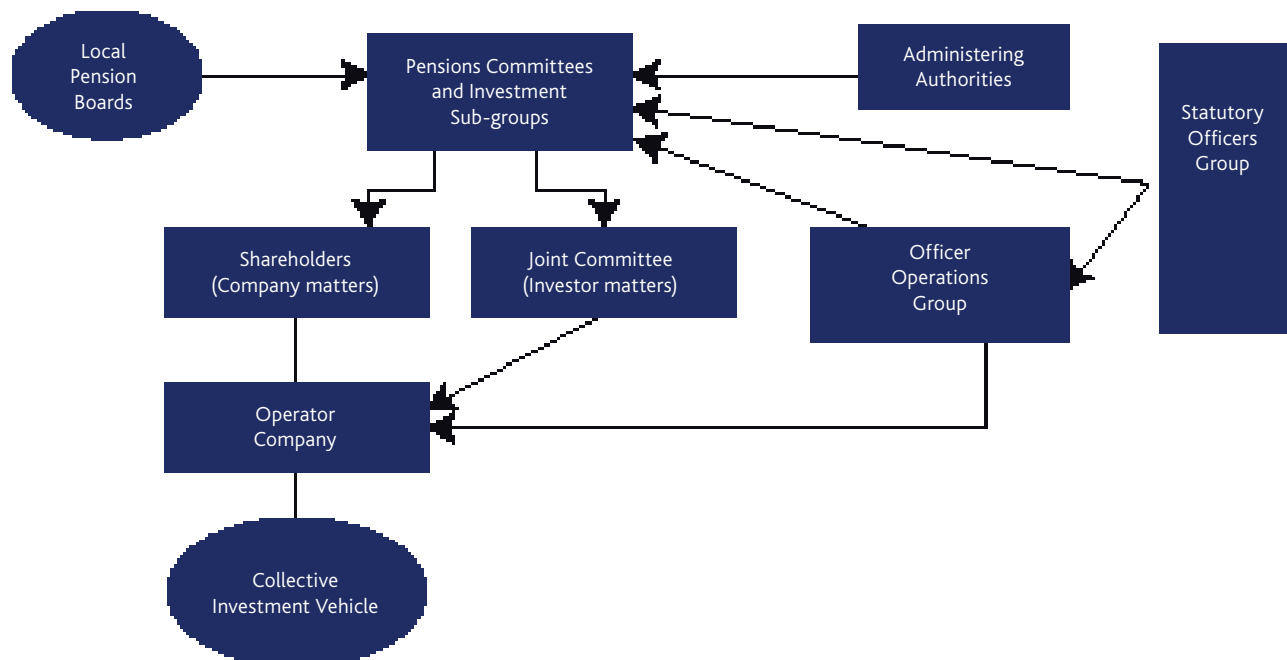 Local
Pension
Boards
Pensions Committees
and Investment
Sub-groups
Administering
Authorities
Statutory
Officers
Group
Shareholders
(Company matters)
Joint Committee
(Investor matters)
Officer
Operations
Group
Operator
Company
Collective
Investment Vehicle